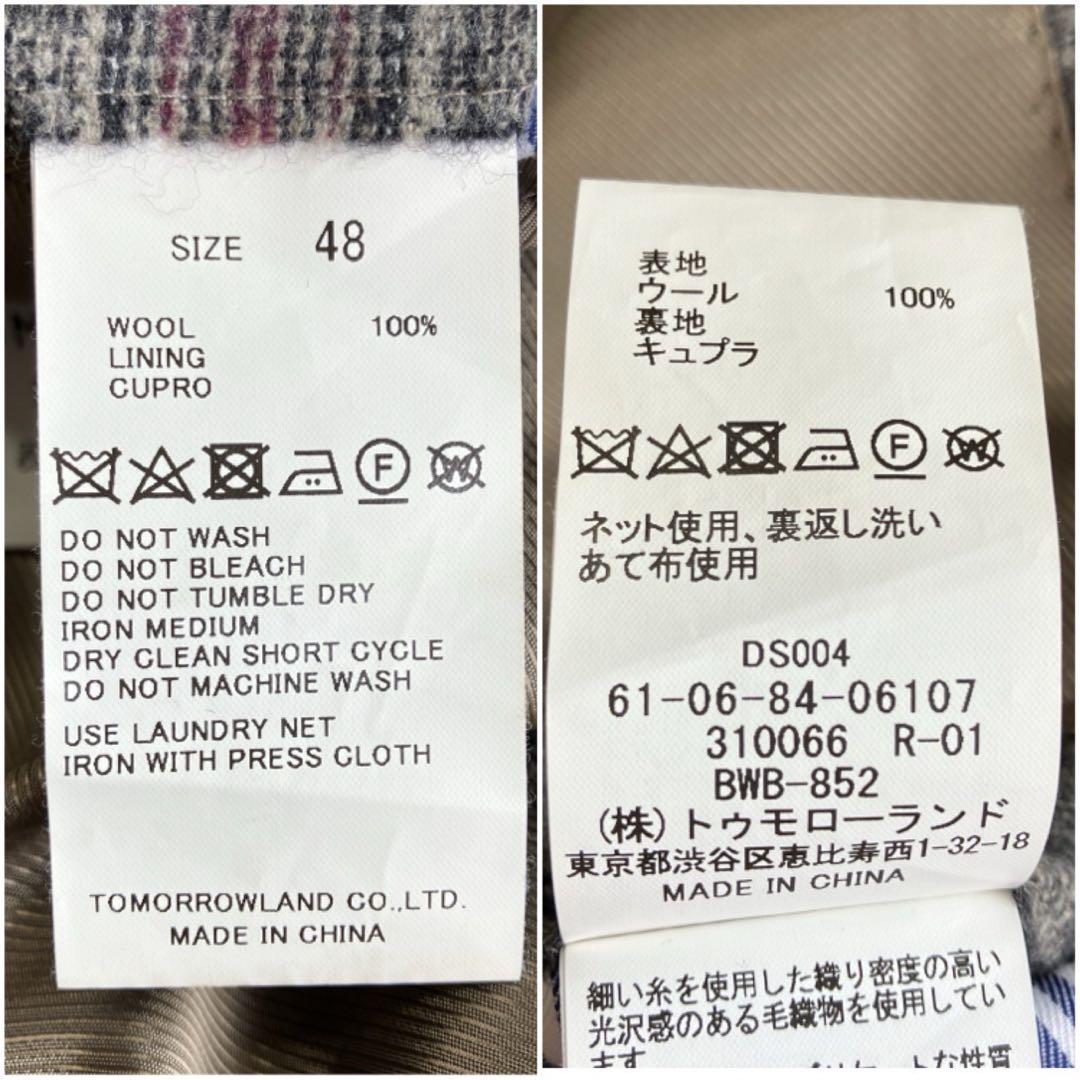 SIZE 48
WOOL 100%
LINING
CUPRO
F W
DO NOT WASH
DO NOT BLEACH
DO NOT TUMBLE DRY
IRON MEDIUM
DRY CLEAN SHORT CYCLE
DO NOT MACHINE WASH
USE LAUNDRY NET
IRON WITH PRESS CLOTH
TOMORROWLAND CO.,LTD.
MADE IN CHINA
表地
ウール 100%
裏地
キュプラ
F W
ネット使用、裏返し洗い
あて布使用
DS004
61-06-84-06107
310066 R-01
BWB-852
(株)トゥモローランド
東京都渋谷区恵比寿西1-32-18
MADE IN CHINA
細い糸を使用した織り密度の高い
光沢感のある毛織物を使用してい
ます
な性質